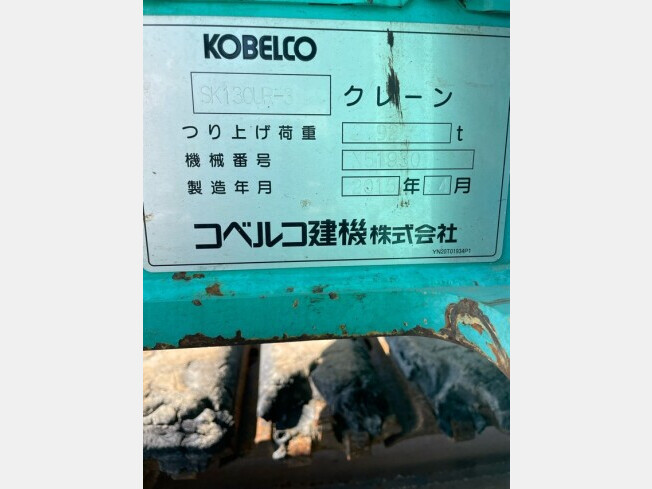 KOBELCO
SK130UR-3 クレーン
つり上げ荷重 t
機械番号
製造年月 年 月
コベルコ建機株式会社
YN20T01934P1